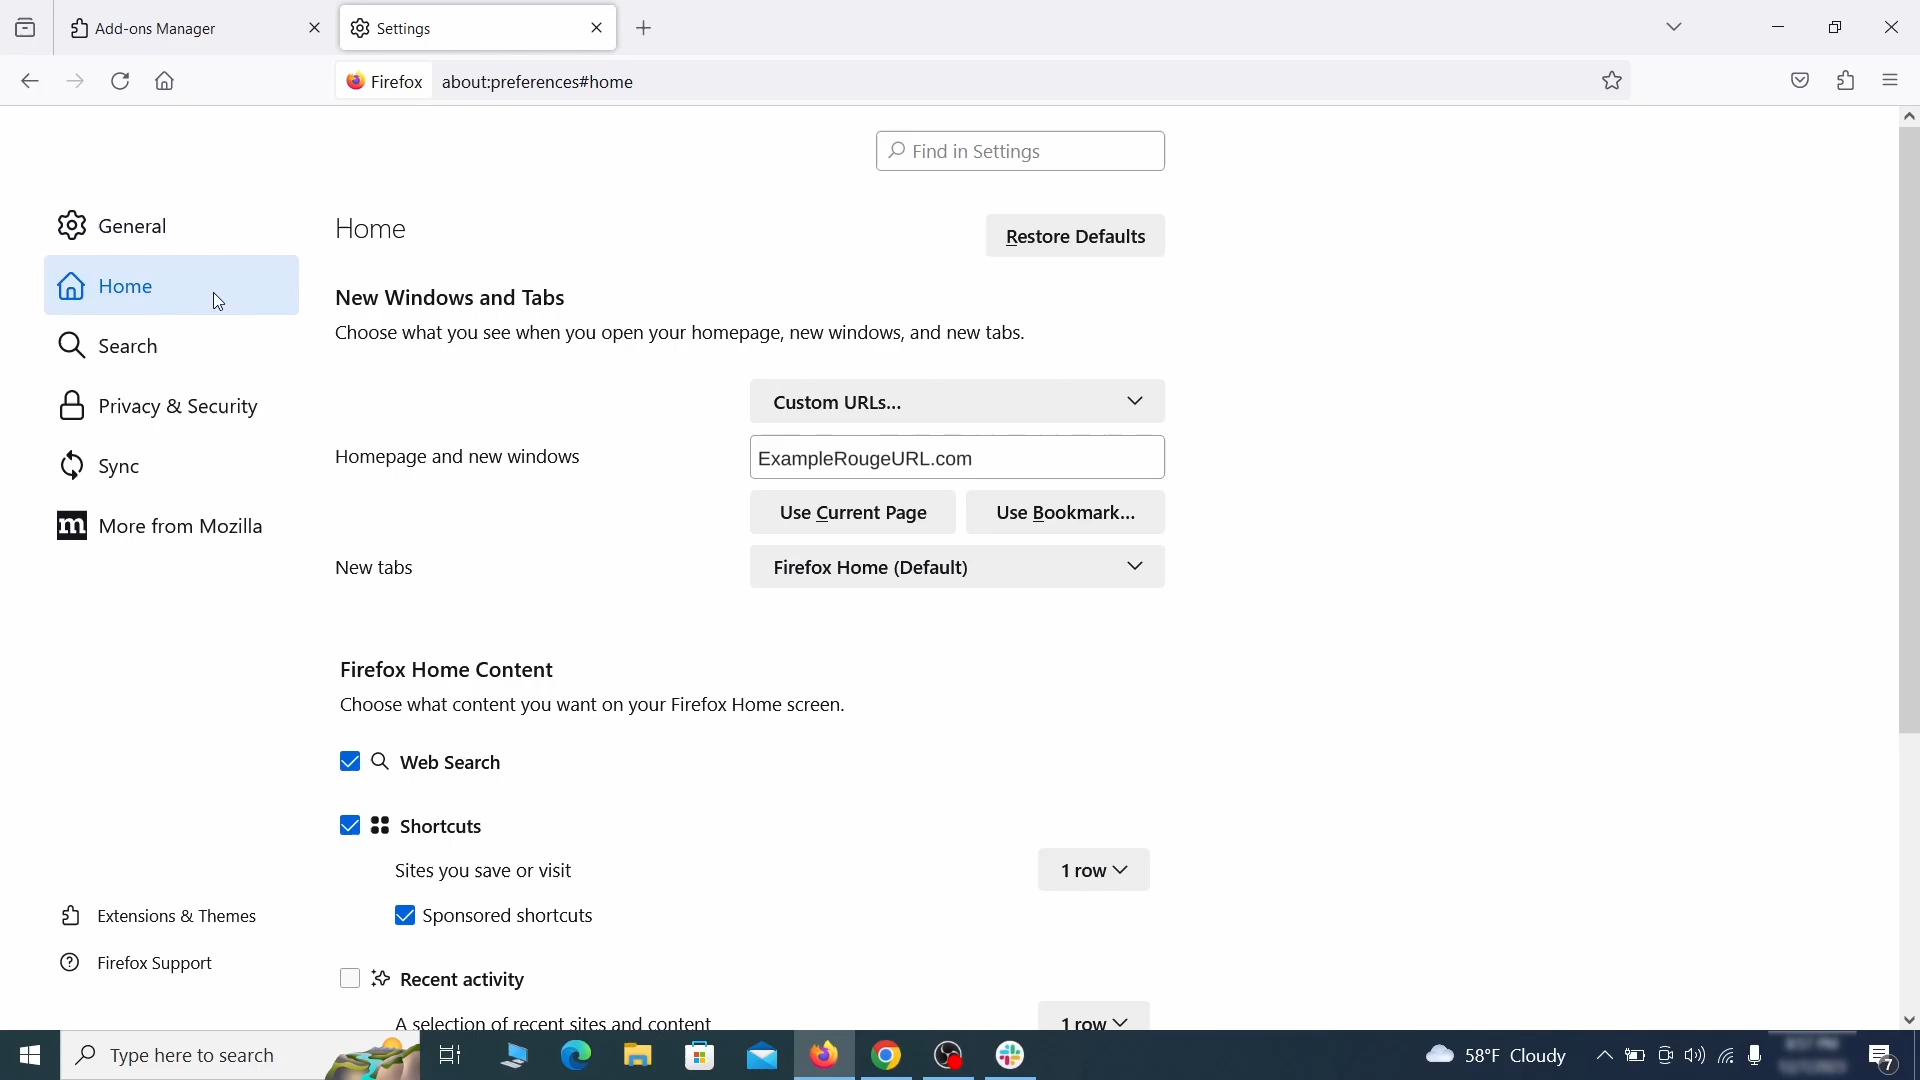 Add-ons Manager
Settings
Firefox
about:preferences#home
Find in Settings
General
Home
Search
Privacy & Security
Sync
m More from Mozilla
Extensions & Themes
Firefox Support
Home
Restore Defaults
New Windows and Tabs
Choose what you see when you open your homepage, new windows, and new tabs.
Custom URLs...
Homepage and new windows
ExampleRougeURL.com
Use Current Page
Use Bookmark...
New tabs
Firefox Home (Default)
Firefox Home Content
Choose what content you want on your Firefox Home screen.
Web Search
Shortcuts
Sites you save or visit
1 row
Sponsored shortcuts
Recent activity
A selection of recent sites and content
1 row
Type here to search
58°F Cloudy
7